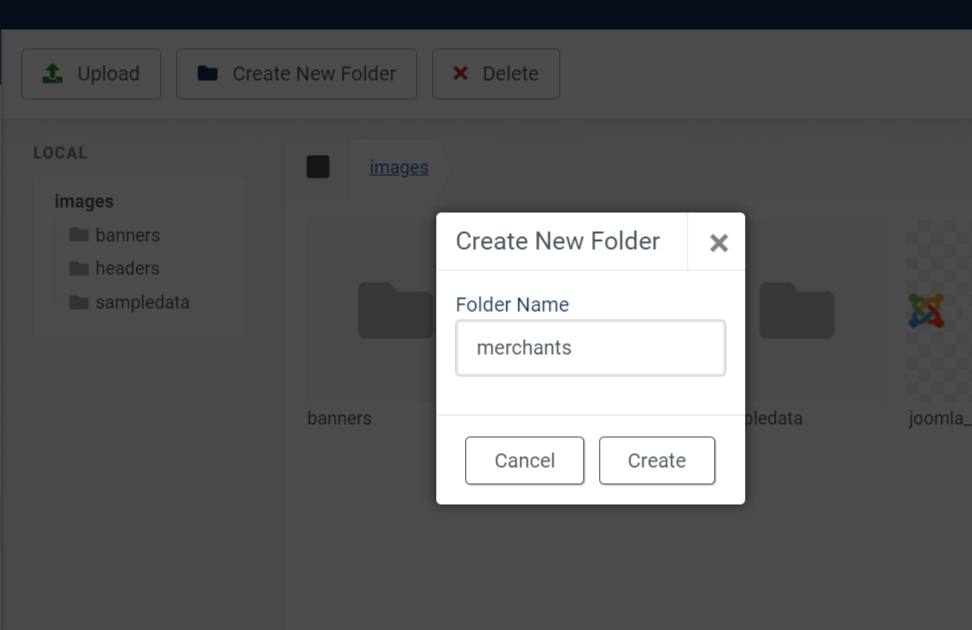 Upload
Create New Folder
Delete
LOCAL
images
images
banners
headers
sampledata
Create New Folder
Folder Name
merchants
Cancel
Create
banners
pledata
joomla_